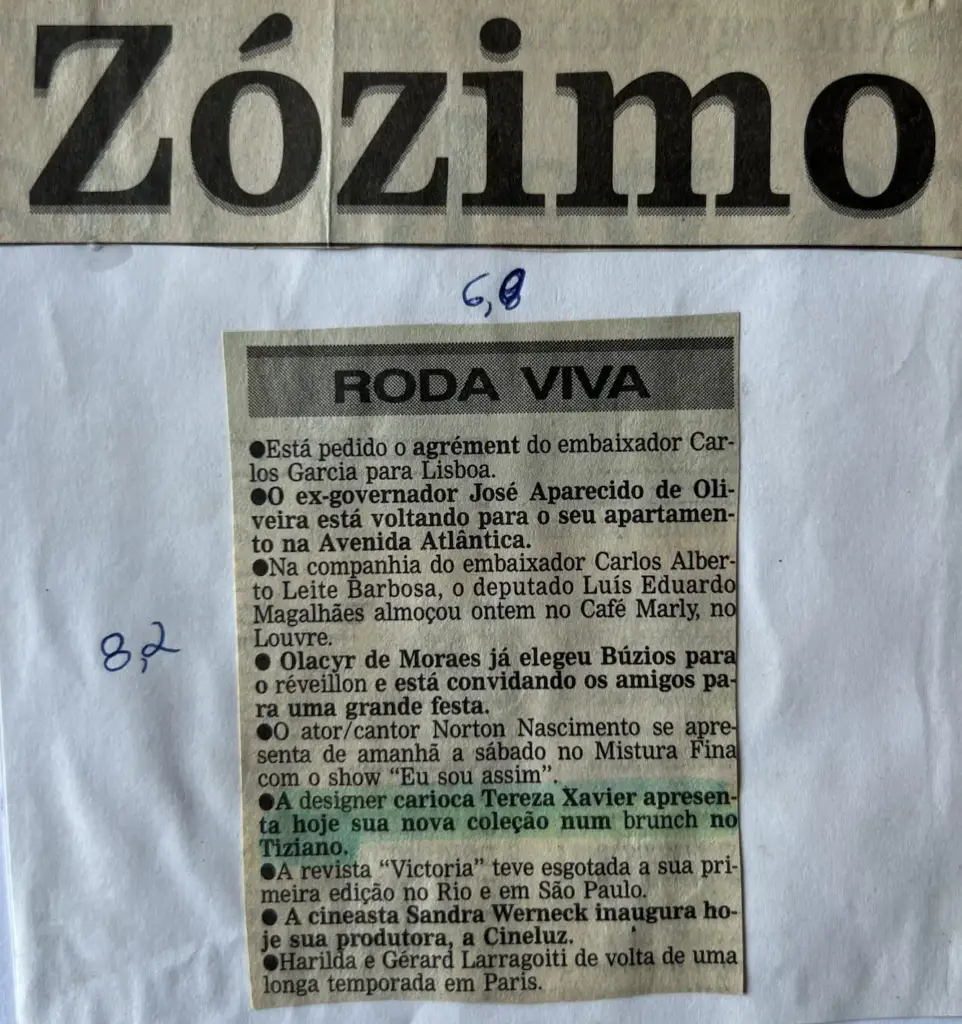 Zózimo
6,8
RODA VIVA
●Está pedido o agrément do embaixador Car-
los Garcia para Lisboa.
●O ex-governador José Aparecido de Oli-
veira está voltando para o seu apartamen-
to na Avenida Atlântica.
●Na companhia do embaixador Carlos Alber-
to Leite Barbosa, o deputado Luís Eduardo
Magalhães almoçou ontem no Café Marly, no
Louvre.
● Olacyr de Moraes já elegeu Búzios para
o réveillon e está convidando os amigos pa-
ra uma grande festa.
●O ator/cantor Norton Nascimento se apre-
senta de amanhã a sábado no Mistura Fina
com o show “Eu sou assim”.
●A designer carioca Tereza Xavier apresen-
ta hoje sua nova coleção num brunch no
Tiziano.
●A revista “Victoria” teve esgotada a sua pri-
meira edição no Rio e em São Paulo.
● A cineasta Sandra Werneck inaugura ho-
je sua produtora, a Cineluz.
●Harilda e Gérard Larragoiti de volta de uma
longa temporada em Paris.
8,2